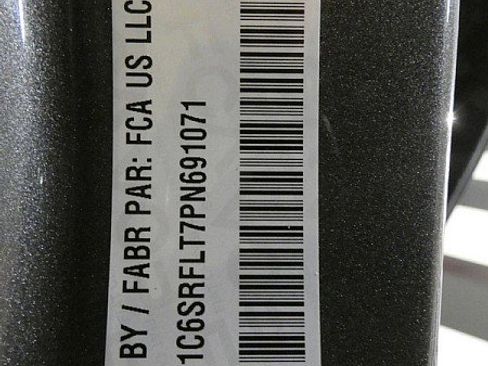 BY / FABR PAR: FCA US LLC
1C6SRFLT7PN691071